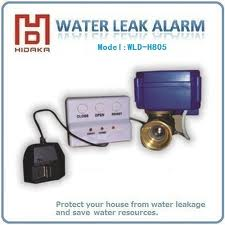 HIDAKA
WATER LEAK ALARM
Model:WLD-H805
CLOSE OPEN RESET
Protect your house from water leakage
and save water resources.